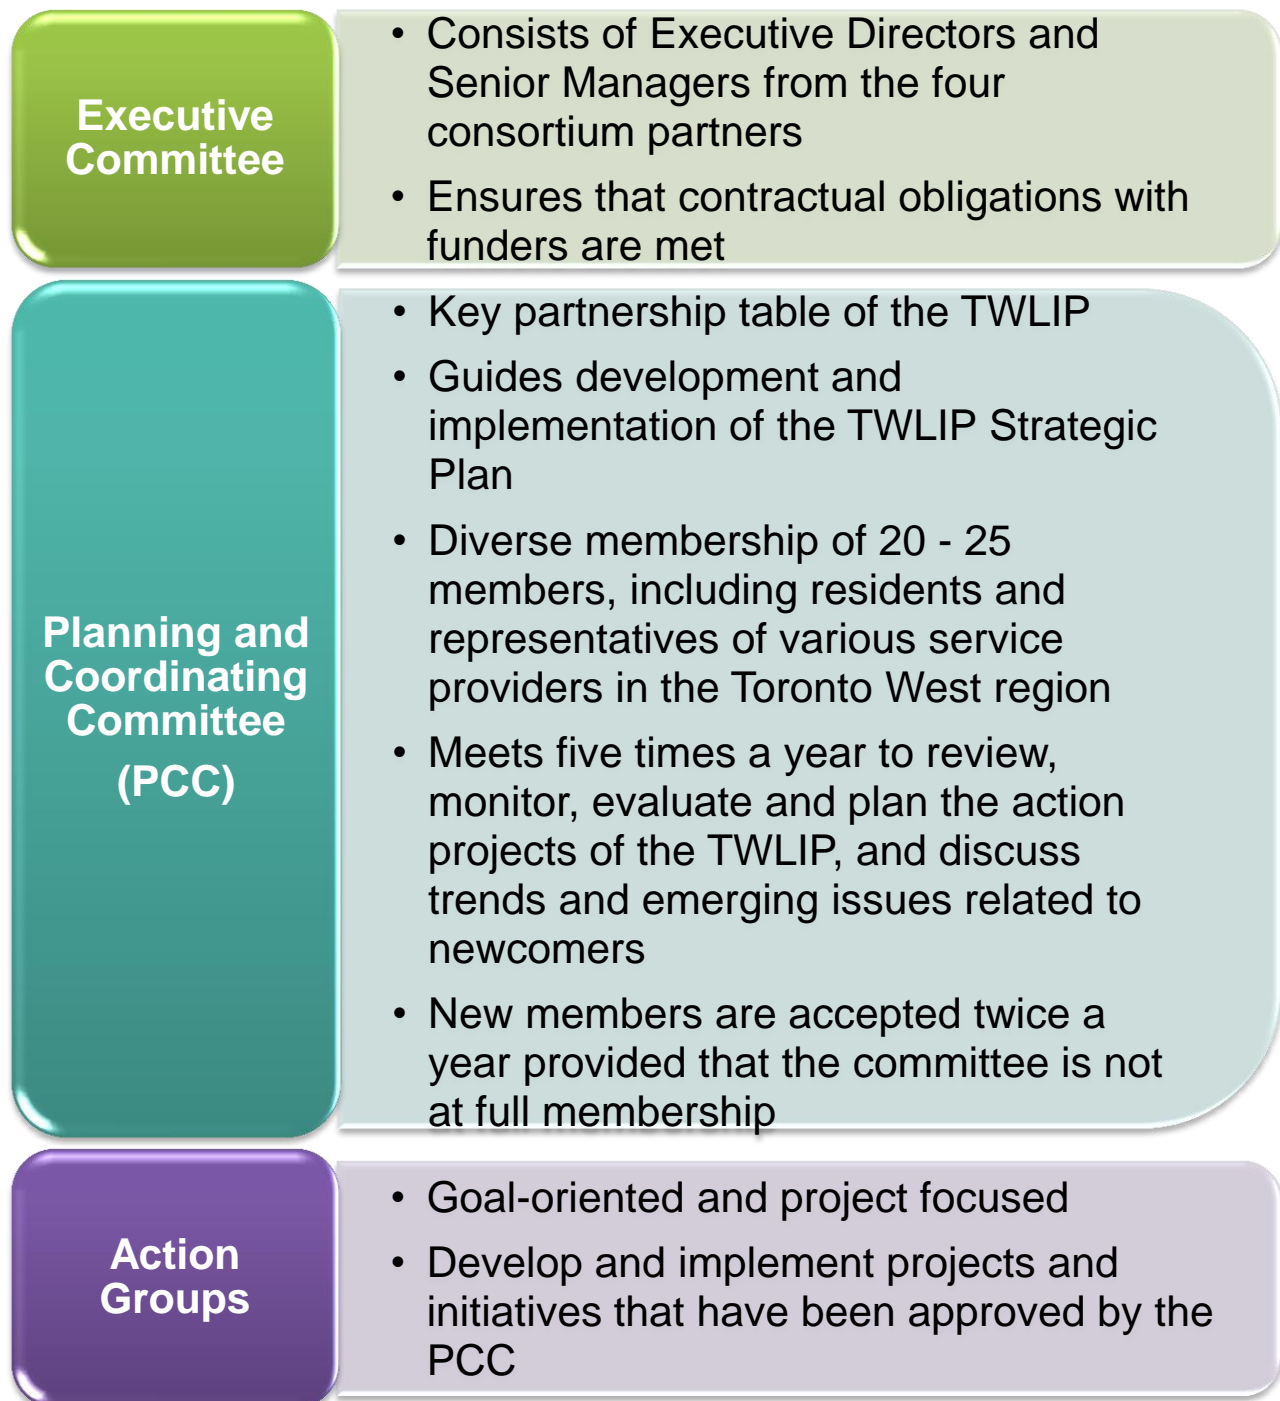 Executive
Committee
• Consists of Executive Directors and
Senior Managers from the four
consortium partners
• Ensures that contractual obligations with
funders are met
Planning and
Coordinating
Committee
(PCC)
• Key partnership table of the TWLIP
• Guides development and
implementation of the TWLIP Strategic
Plan
• Diverse membership of 20 - 25
members, including residents and
representatives of various service
providers in the Toronto West region
• Meets five times a year to review,
monitor, evaluate and plan the action
projects of the TWLIP, and discuss
trends and emerging issues related to
newcomers
• New members are accepted twice a
year provided that the committee is not
at full membership
Action
Groups
• Goal-oriented and project focused
• Develop and implement projects and
initiatives that have been approved by the
PCC